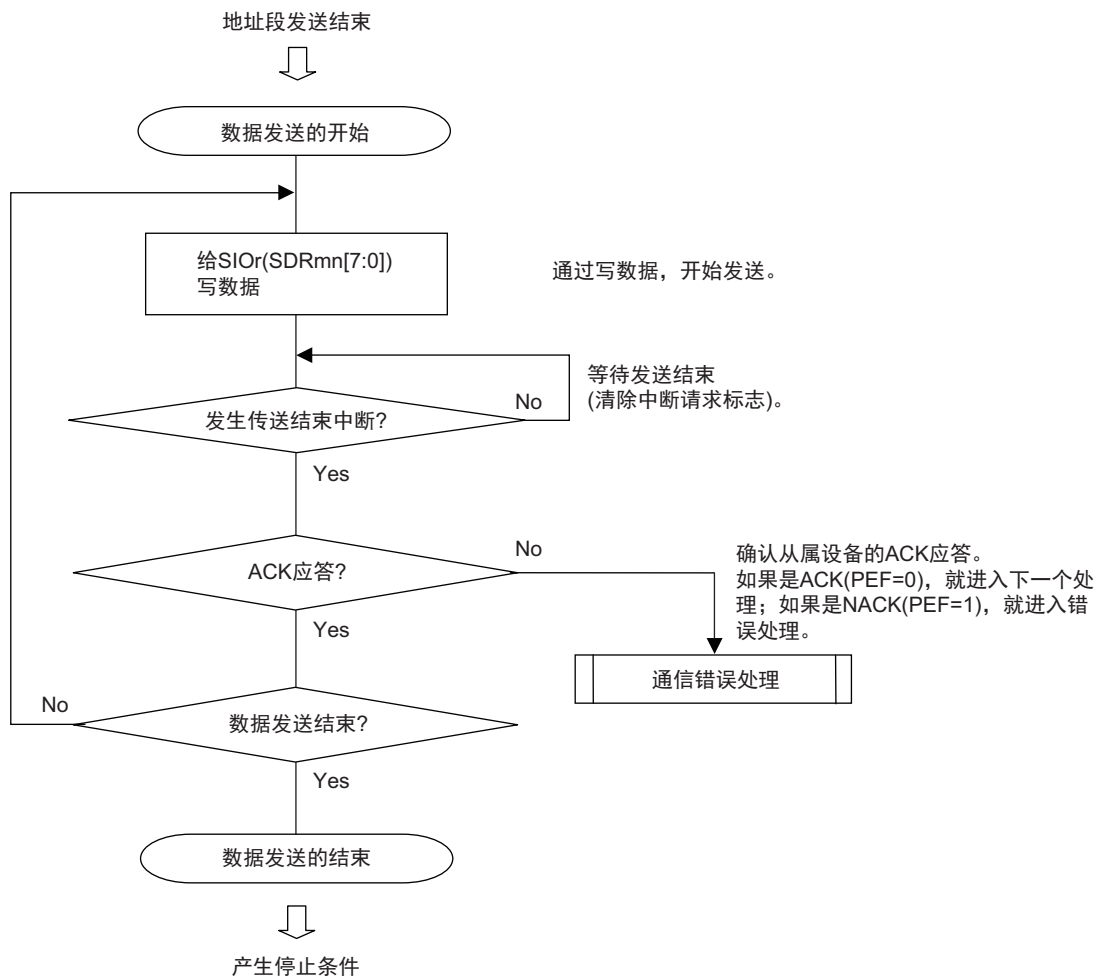 地址段发送结束
数据发送的开始
给SIOr(SDRmn[7:0])
写数据
通过写数据，开始发送。
等待发送结束
(清除中断请求标志)。
发生传送结束中断?
No
Yes
ACK应答?
No
确认从属设备的ACK应答。
如果是ACK(PEF=0)，就进入下一个处
理；如果是NACK(PEF=1)，就进入错
误处理。
Yes
通信错误处理
No
数据发送结束?
Yes
数据发送的结束
产生停止条件